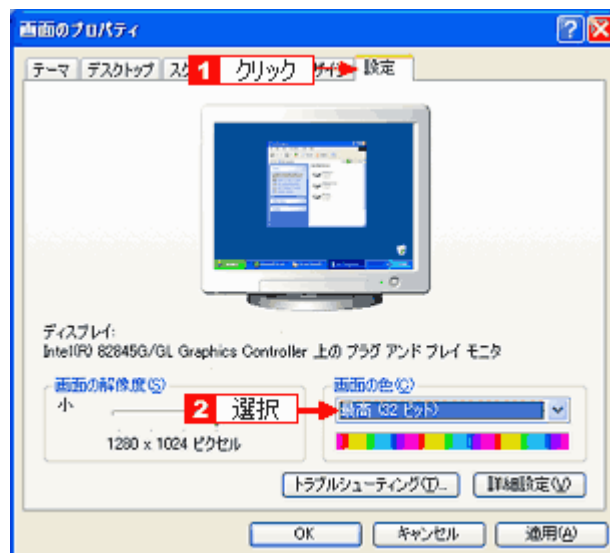 画面のプロパティ
テーマ デスクトップ スク 1 クリック ザイン 設定
ディスプレイ:
Intel(R) 82845G/GL Graphics Controller 上の プラグ アンド プレイ モニタ
画面の解像度(S)
小
1280 x 1024 ピクセル
画面の色(C)
2 選択
最高 (32 ビット)
トラブルシューティング(T)...
詳細設定(V)
OK キャンセル 適用(A)